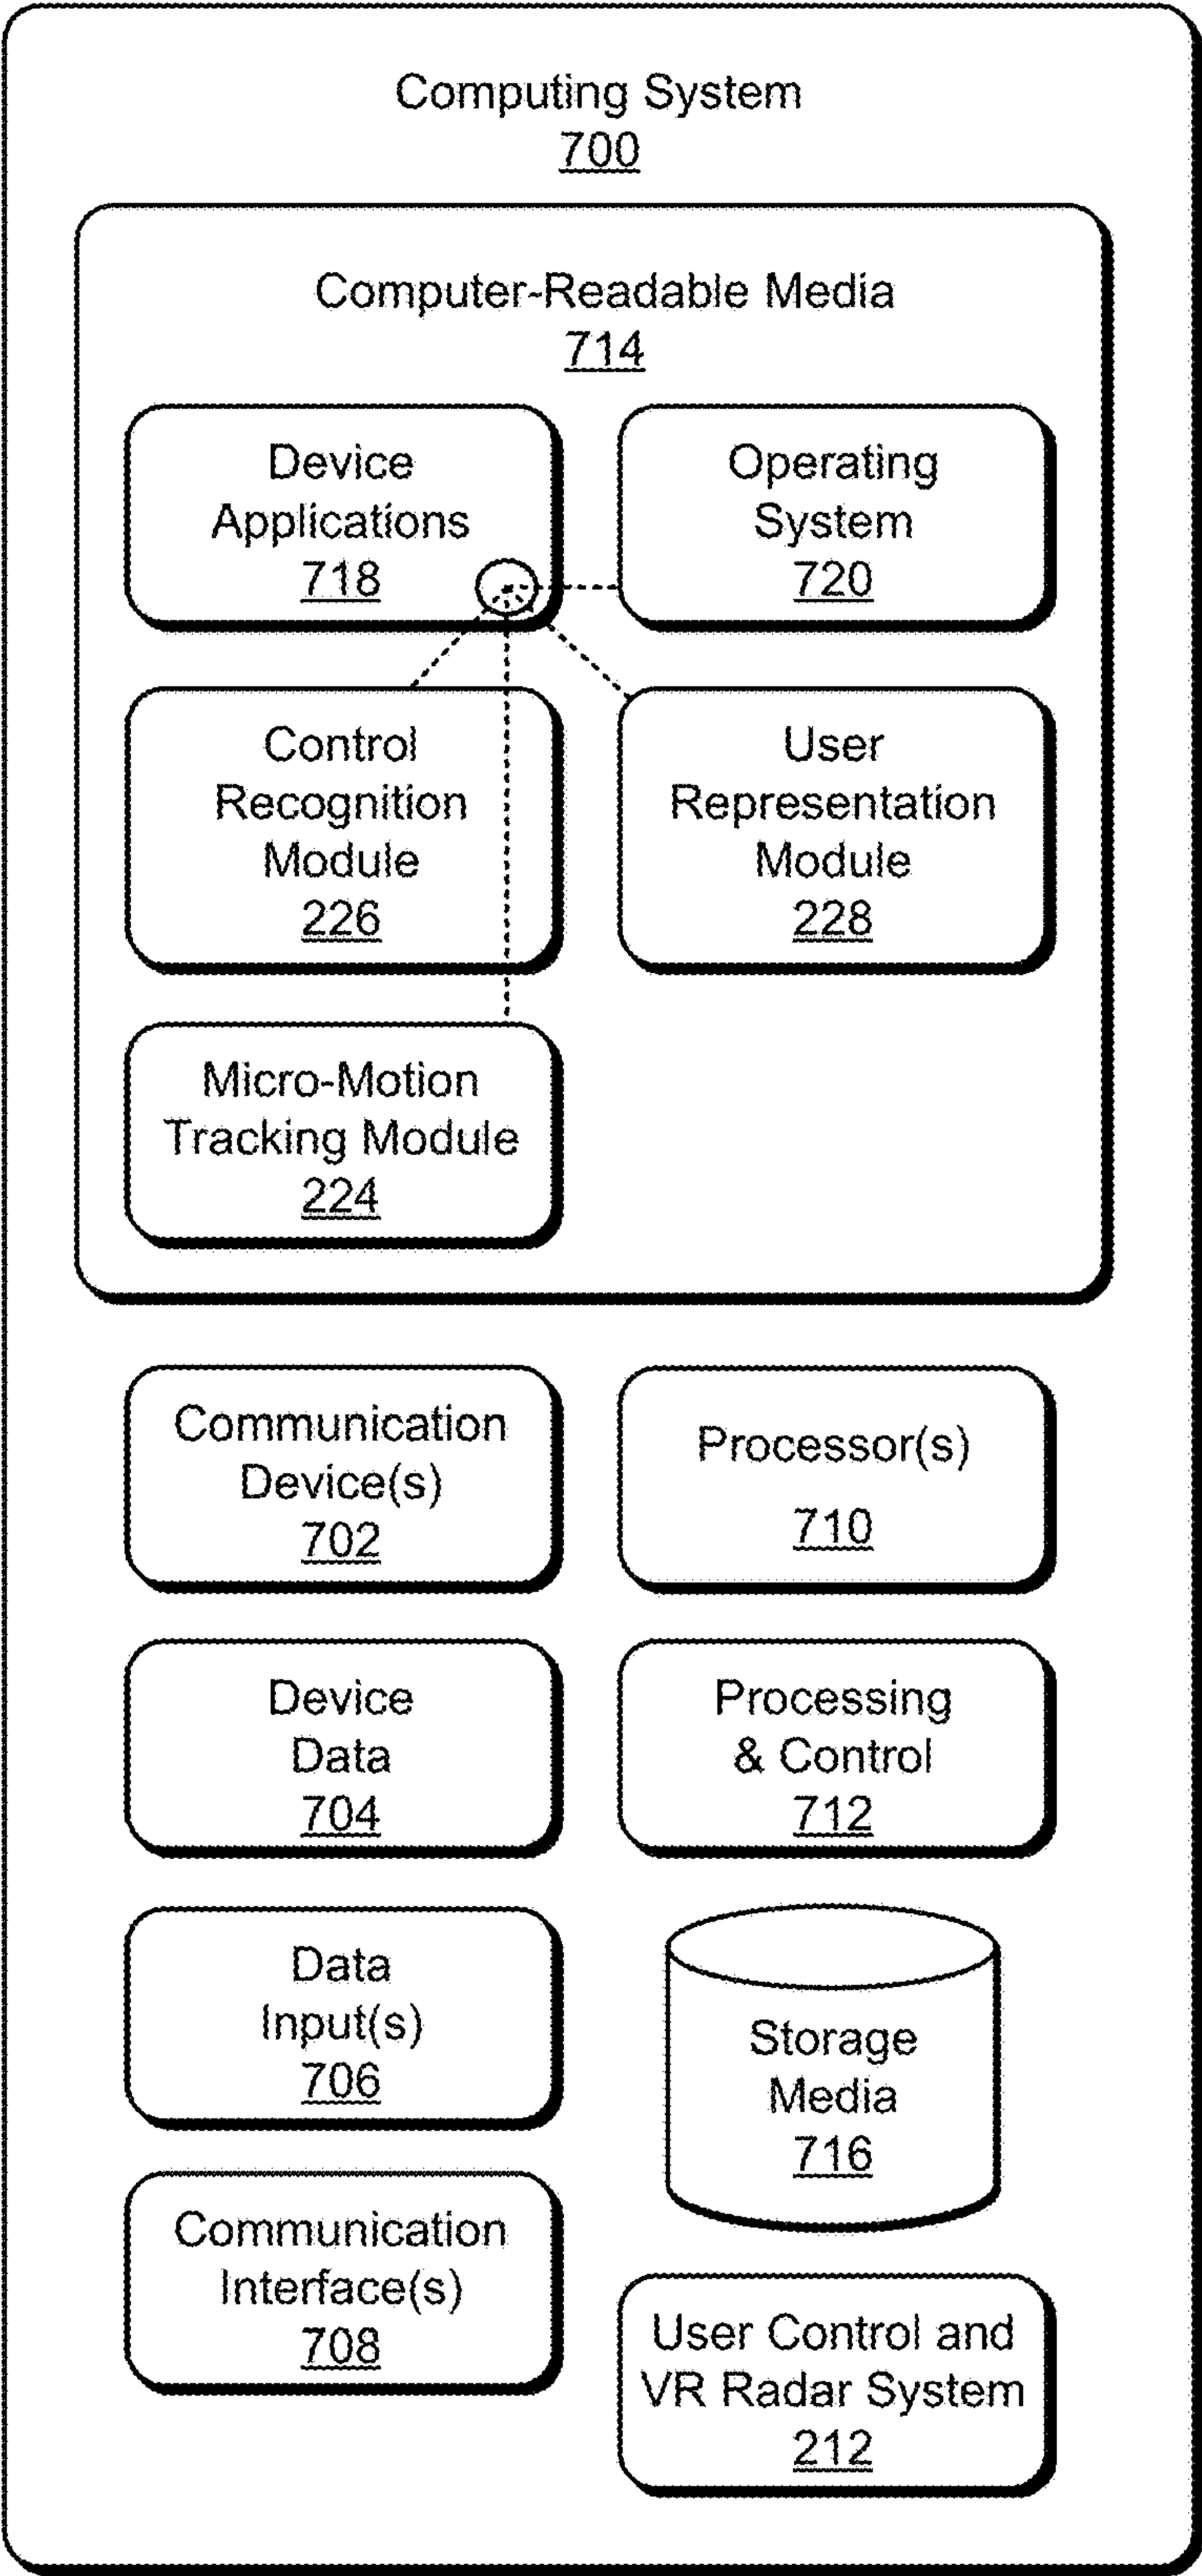 Computing System
700
Computer-Readable Media
714
Device
Applications
718
Operating
System
720
Control
Recognition
Module
226
User
Representation
Module
228
Micro-Motion
Tracking Module
224
Communication
Device(s)
702
Processor(s)
710
Device
Data
704
Processing
& Control
712
Data
Input(s)
706
Storage
Media
716
Communication
Interface(s)
708
User Control and
VR Radar System
212